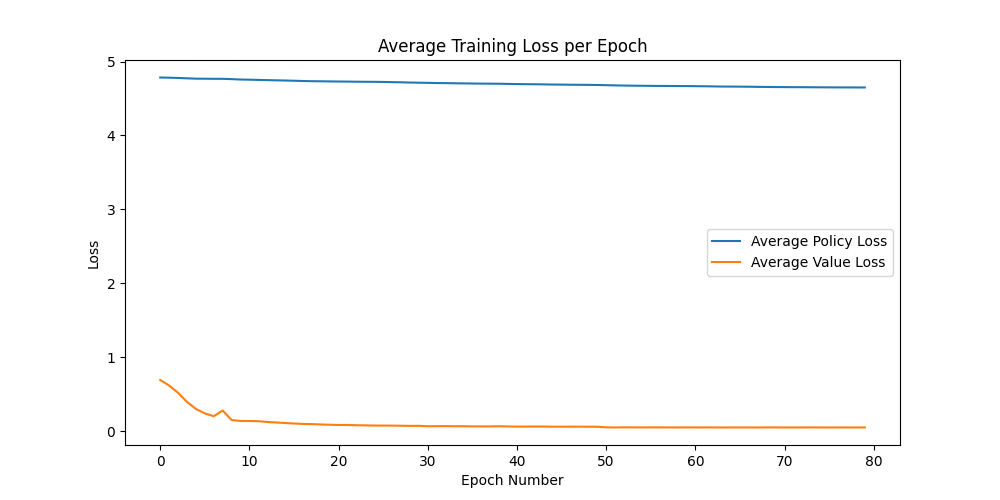 Average Training Loss per Epoch
5
4
3
2
1
0
Loss
Average Policy Loss
Average Value Loss
0 10 20 30 40 50 60 70 80
Epoch Number